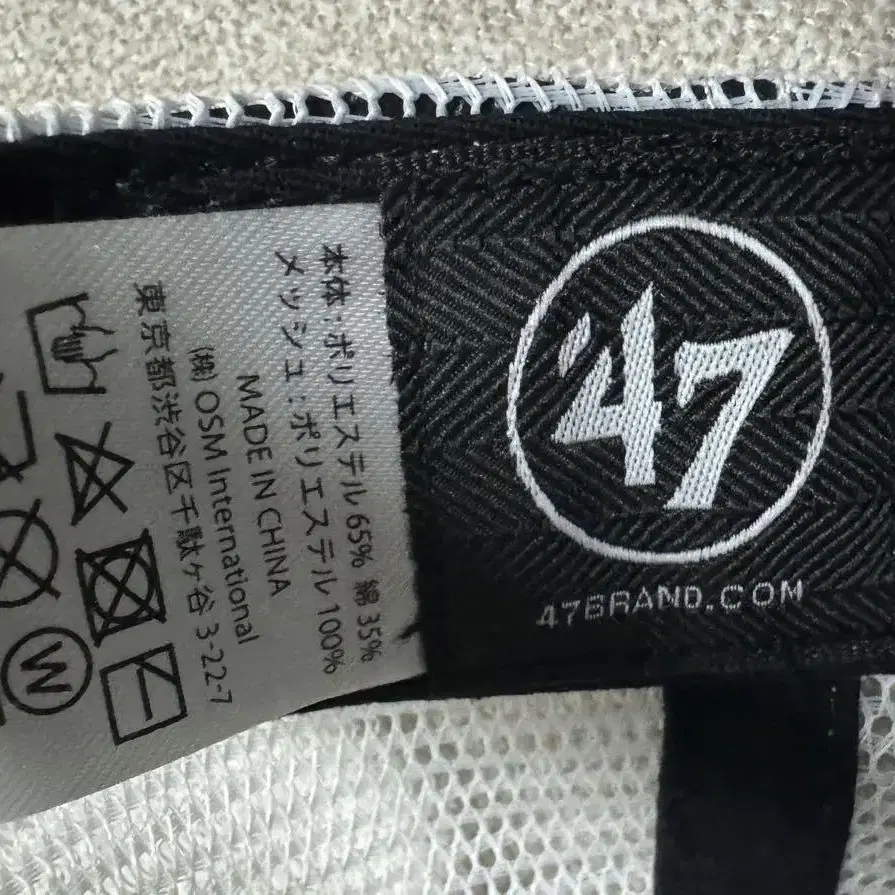 本体:ポリエステル 65% 綿 35%
メッシュ:ポリエステル 100%
MADE IN CHINA
(株) OSM International
東京都渋谷区千駄ヶ谷 3-22-7
W
'47
47BRAND.COM